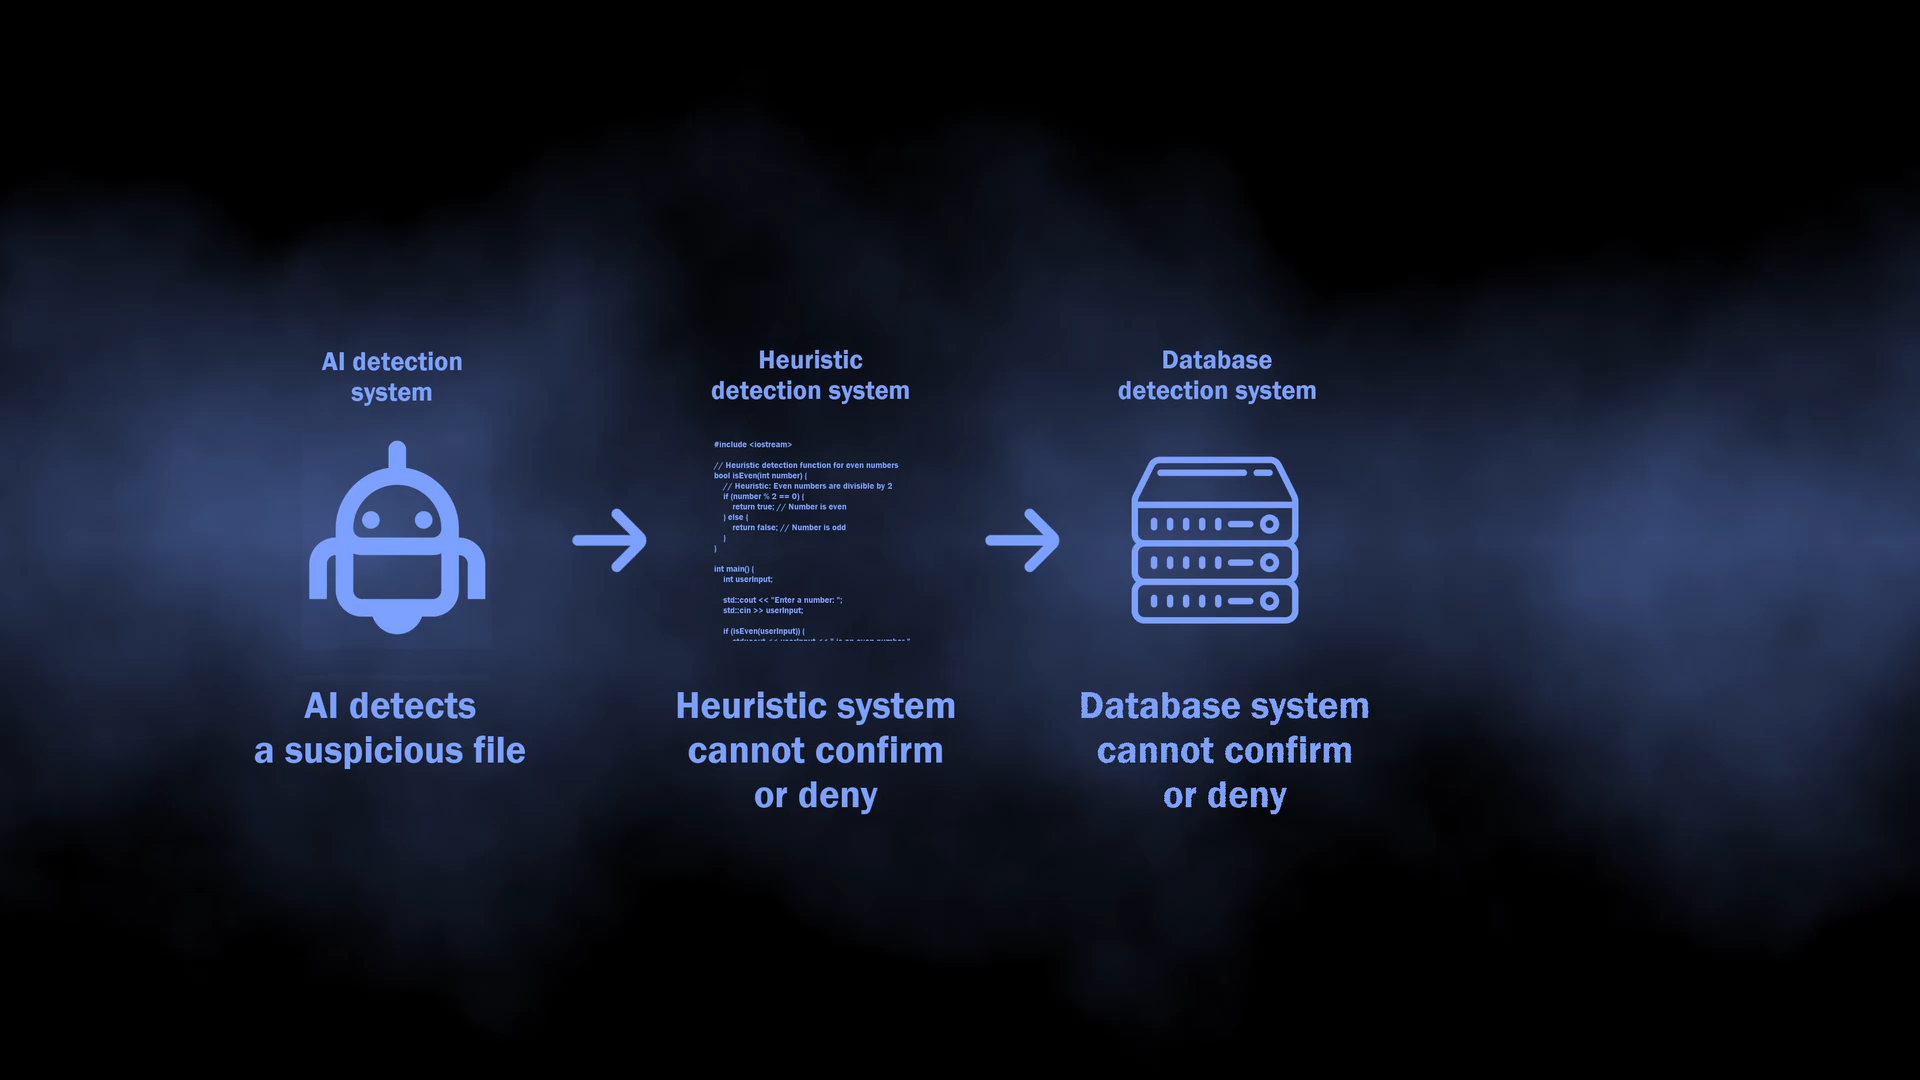 AI detection
system
Heuristic
detection system
Database
detection system
#include <iostream>
// Heuristic detection function for even numbers
bool isEven(int number) {
// Heuristic: Even numbers are divisible by 2
if (number % 2 == 0) {
return true; // Number is even
} else {
return false; // Number is odd
}
}
int main() {
int userInput;
std::cout << "Enter a number: ";
std::cin >> userInput;
if (isEven(userInput)) {
AI detects
a suspicious file
Heuristic system
cannot confirm
or deny
Database system
cannot confirm
or deny